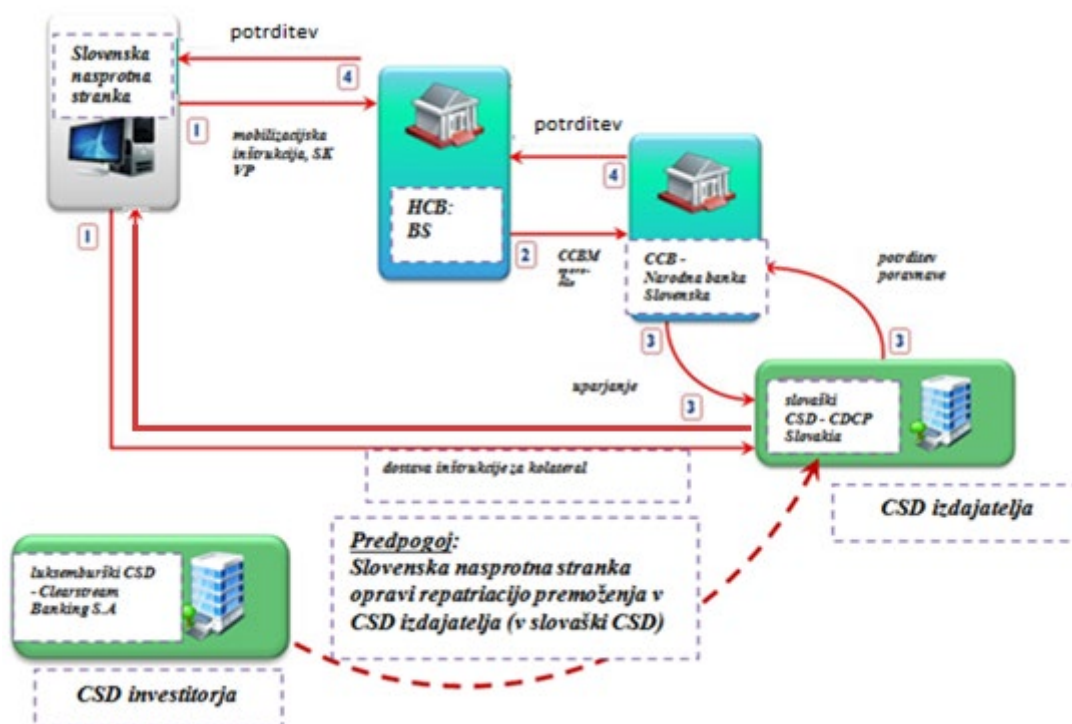 potrditev
Slovenska
nasprotna
stranka
4
1
mobilizacijska
inštrukcija, SK
VP
potrditev
4
HCB:
BS
2
CCBM
1
CCB -
Narodna banka
Slovenska
potrditev
poravnave
3
3
uparjanje
3
slovaški
CSD - CDCP
Slovakia
dostava inštrukcije za kolateral
CSD izdajatelja
Predpogoj:
Slovenska nasprotna stranka
opravi repatriacijo premoženja v
CSD izdajatelja (v slovaški CSD)
luksemburški CSD
- Clearstream
Banking S.A
CSD investitorja